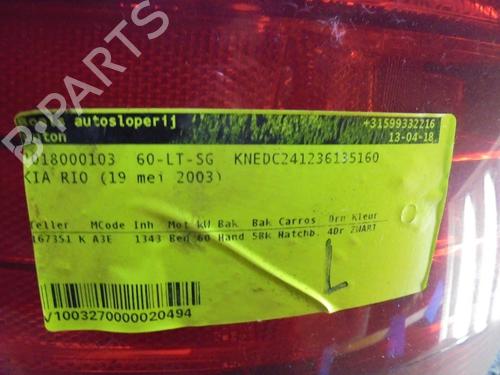 autosloperij
+31599332216
13-04-18
1018000103 60-LT-SG KNEDC241236135160
KIA RIO (19 mei 2003)
Teller MCode Inh Mot kW Bak Bak Carros Drn Kleur
167351 K A3E 1343 Ben 60 Hand 5Bk Hatchb. 4Dr ZWART
L
V1003270000020494
B-PARTS